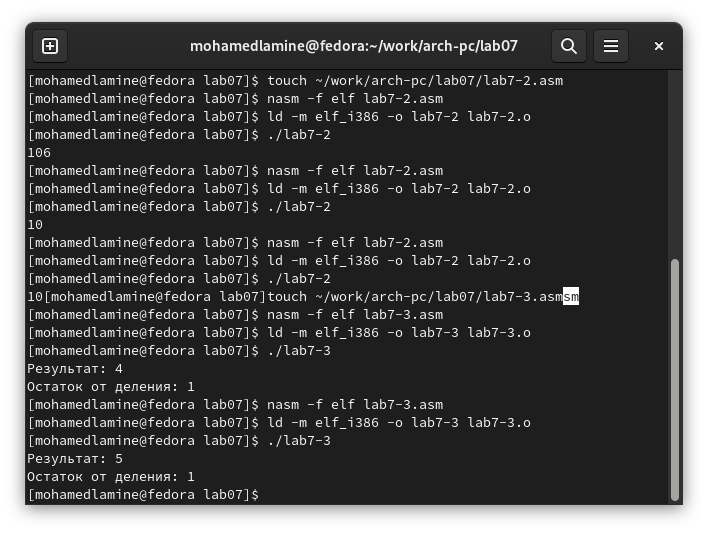 mohamedlamine@fedora:~/work/arch-pc/lab07
[mohamedlamine@fedora lab07]$ touch ~/work/arch-pc/lab07/lab7-2.asm
[mohamedlamine@fedora lab07]$ nasm -f elf lab7-2.asm
[mohamedlamine@fedora lab07]$ ld -m elf_i386 -o lab7-2 lab7-2.o
[mohamedlamine@fedora lab07]$ ./lab7-2
106
[mohamedlamine@fedora lab07]$ nasm -f elf lab7-2.asm
[mohamedlamine@fedora lab07]$ ld -m elf_i386 -o lab7-2 lab7-2.o
[mohamedlamine@fedora lab07]$ ./lab7-2
10
[mohamedlamine@fedora lab07]$ nasm -f elf lab7-2.asm
[mohamedlamine@fedora lab07]$ ld -m elf_i386 -o lab7-2 lab7-2.o
[mohamedlamine@fedora lab07]$ ./lab7-2
10[mohamedlamine@fedora lab07]touch ~/work/arch-pc/lab07/lab7-3.asmsm
[mohamedlamine@fedora lab07]$ nasm -f elf lab7-3.asm
[mohamedlamine@fedora lab07]$ ld -m elf_i386 -o lab7-3 lab7-3.o
[mohamedlamine@fedora lab07]$ ./lab7-3
Результат: 4
Остаток от деления: 1
[mohamedlamine@fedora lab07]$ nasm -f elf lab7-3.asm
[mohamedlamine@fedora lab07]$ ld -m elf_i386 -o lab7-3 lab7-3.o
[mohamedlamine@fedora lab07]$ ./lab7-3
Результат: 5
Остаток от деления: 1
[mohamedlamine@fedora lab07]$